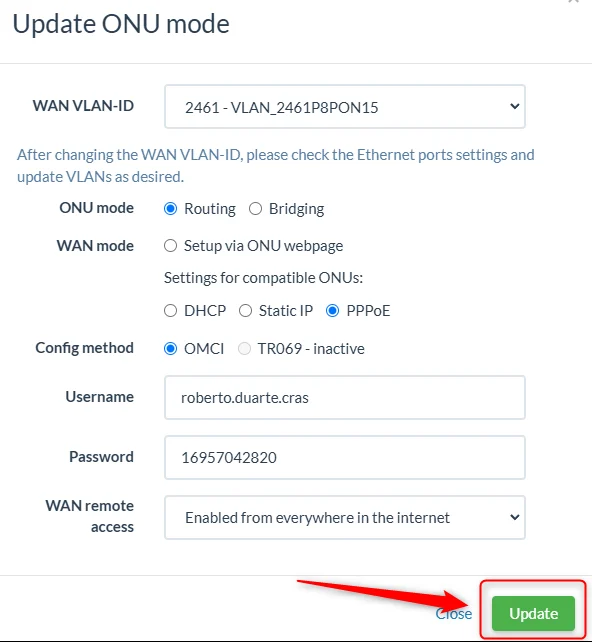 Update ONU mode
WAN VLAN-ID
2461 - VLAN_2461P8PON15
After changing the WAN VLAN-ID, please check the Ethernet ports settings and
update VLANs as desired.
ONU mode Routing Bridging
WAN mode Setup via ONU webpage
Settings for compatible ONUs:
DHCP Static IP PPPoE
Config method OMCI TR069 - inactive
Username roberto.duarte.cras
Password 16957042820
WAN remote
access
Enabled from everywhere in the internet
Close Update